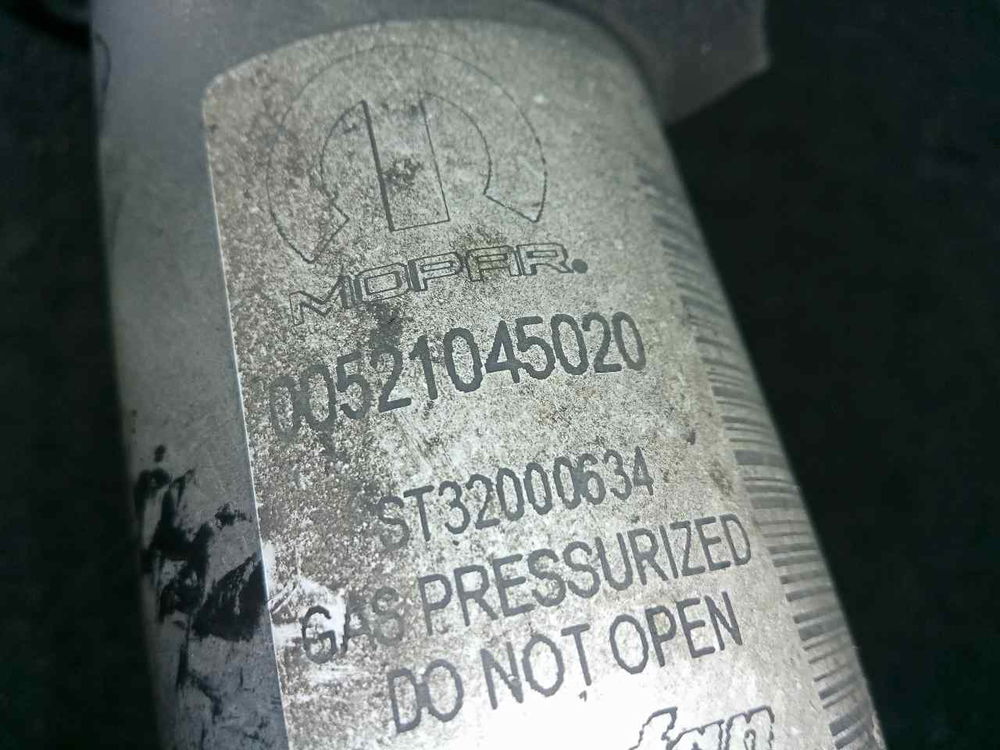 MOPAR.
00521045020
ST32000634
GAS PRESSURIZED
DO NOT OPEN